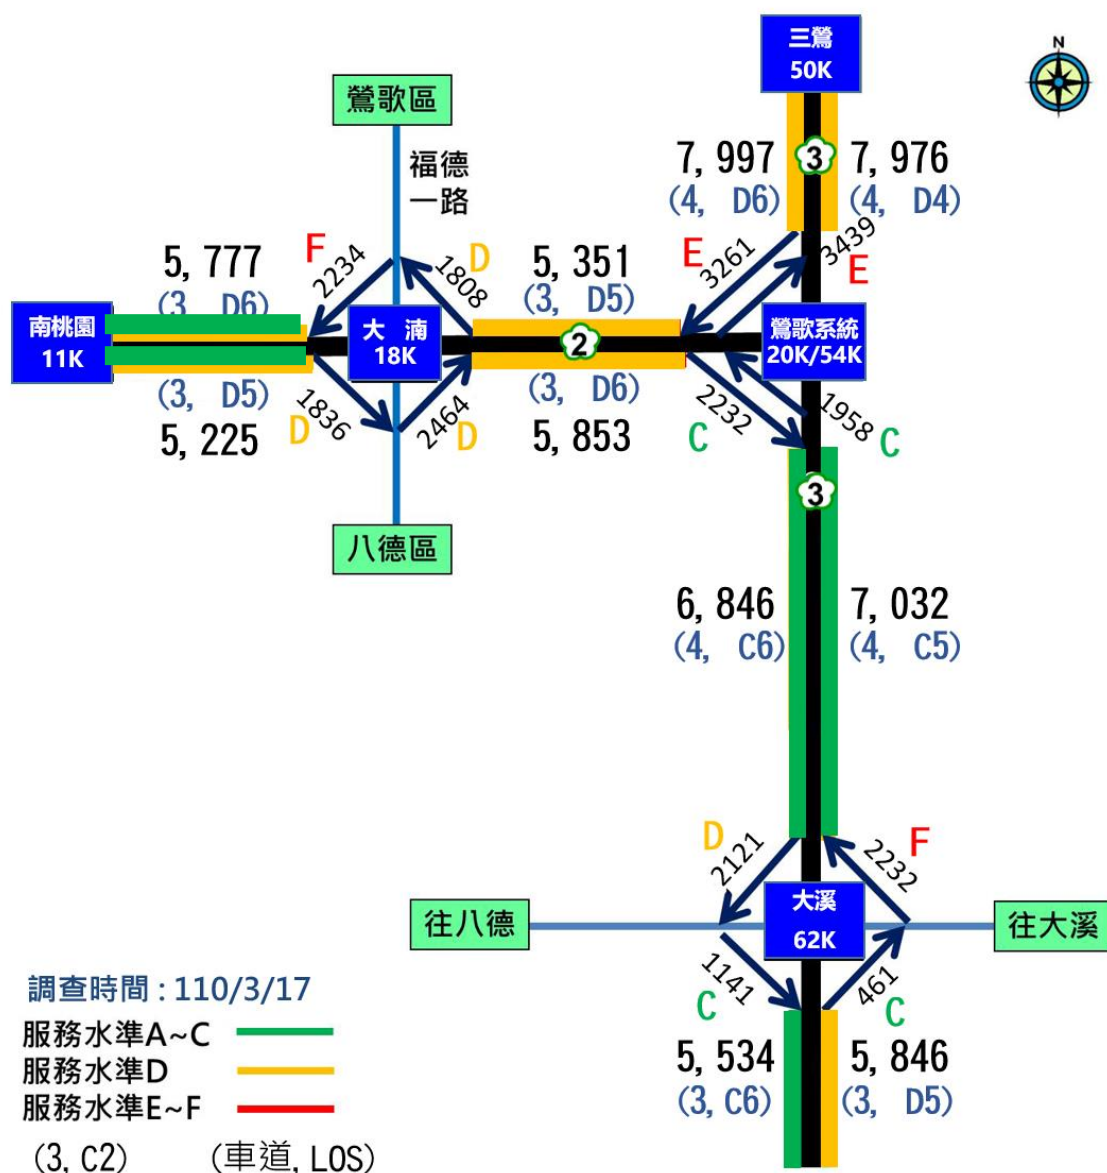 三鶯
50K
N
鶯歌區
福德
一路
7, 997
(4, D6)
3
7, 976
(4, D4)
5, 777
(3, D6)
F
2234
D
1808
5, 351
(3, D5)
E
3261
3439
E
南桃園
11K
大 湳
18K
2
鶯歌系統
20K/54K
(3, D5)
5, 225
1836
D
2464
D
(3, D6)
5, 853
2232
C
1958
C
3
八德區
6, 846
(4, C6)
7, 032
(4, C5)
D
2121
F
2232
往八德
大溪
62K
往大溪
1141
C
461
C
5, 534
(3, C6)
5, 846
(3, D5)
調查時間 : 110/3/17
服務水準A~C
服務水準D
服務水準E~F
(3, C2) (車道, LOS)